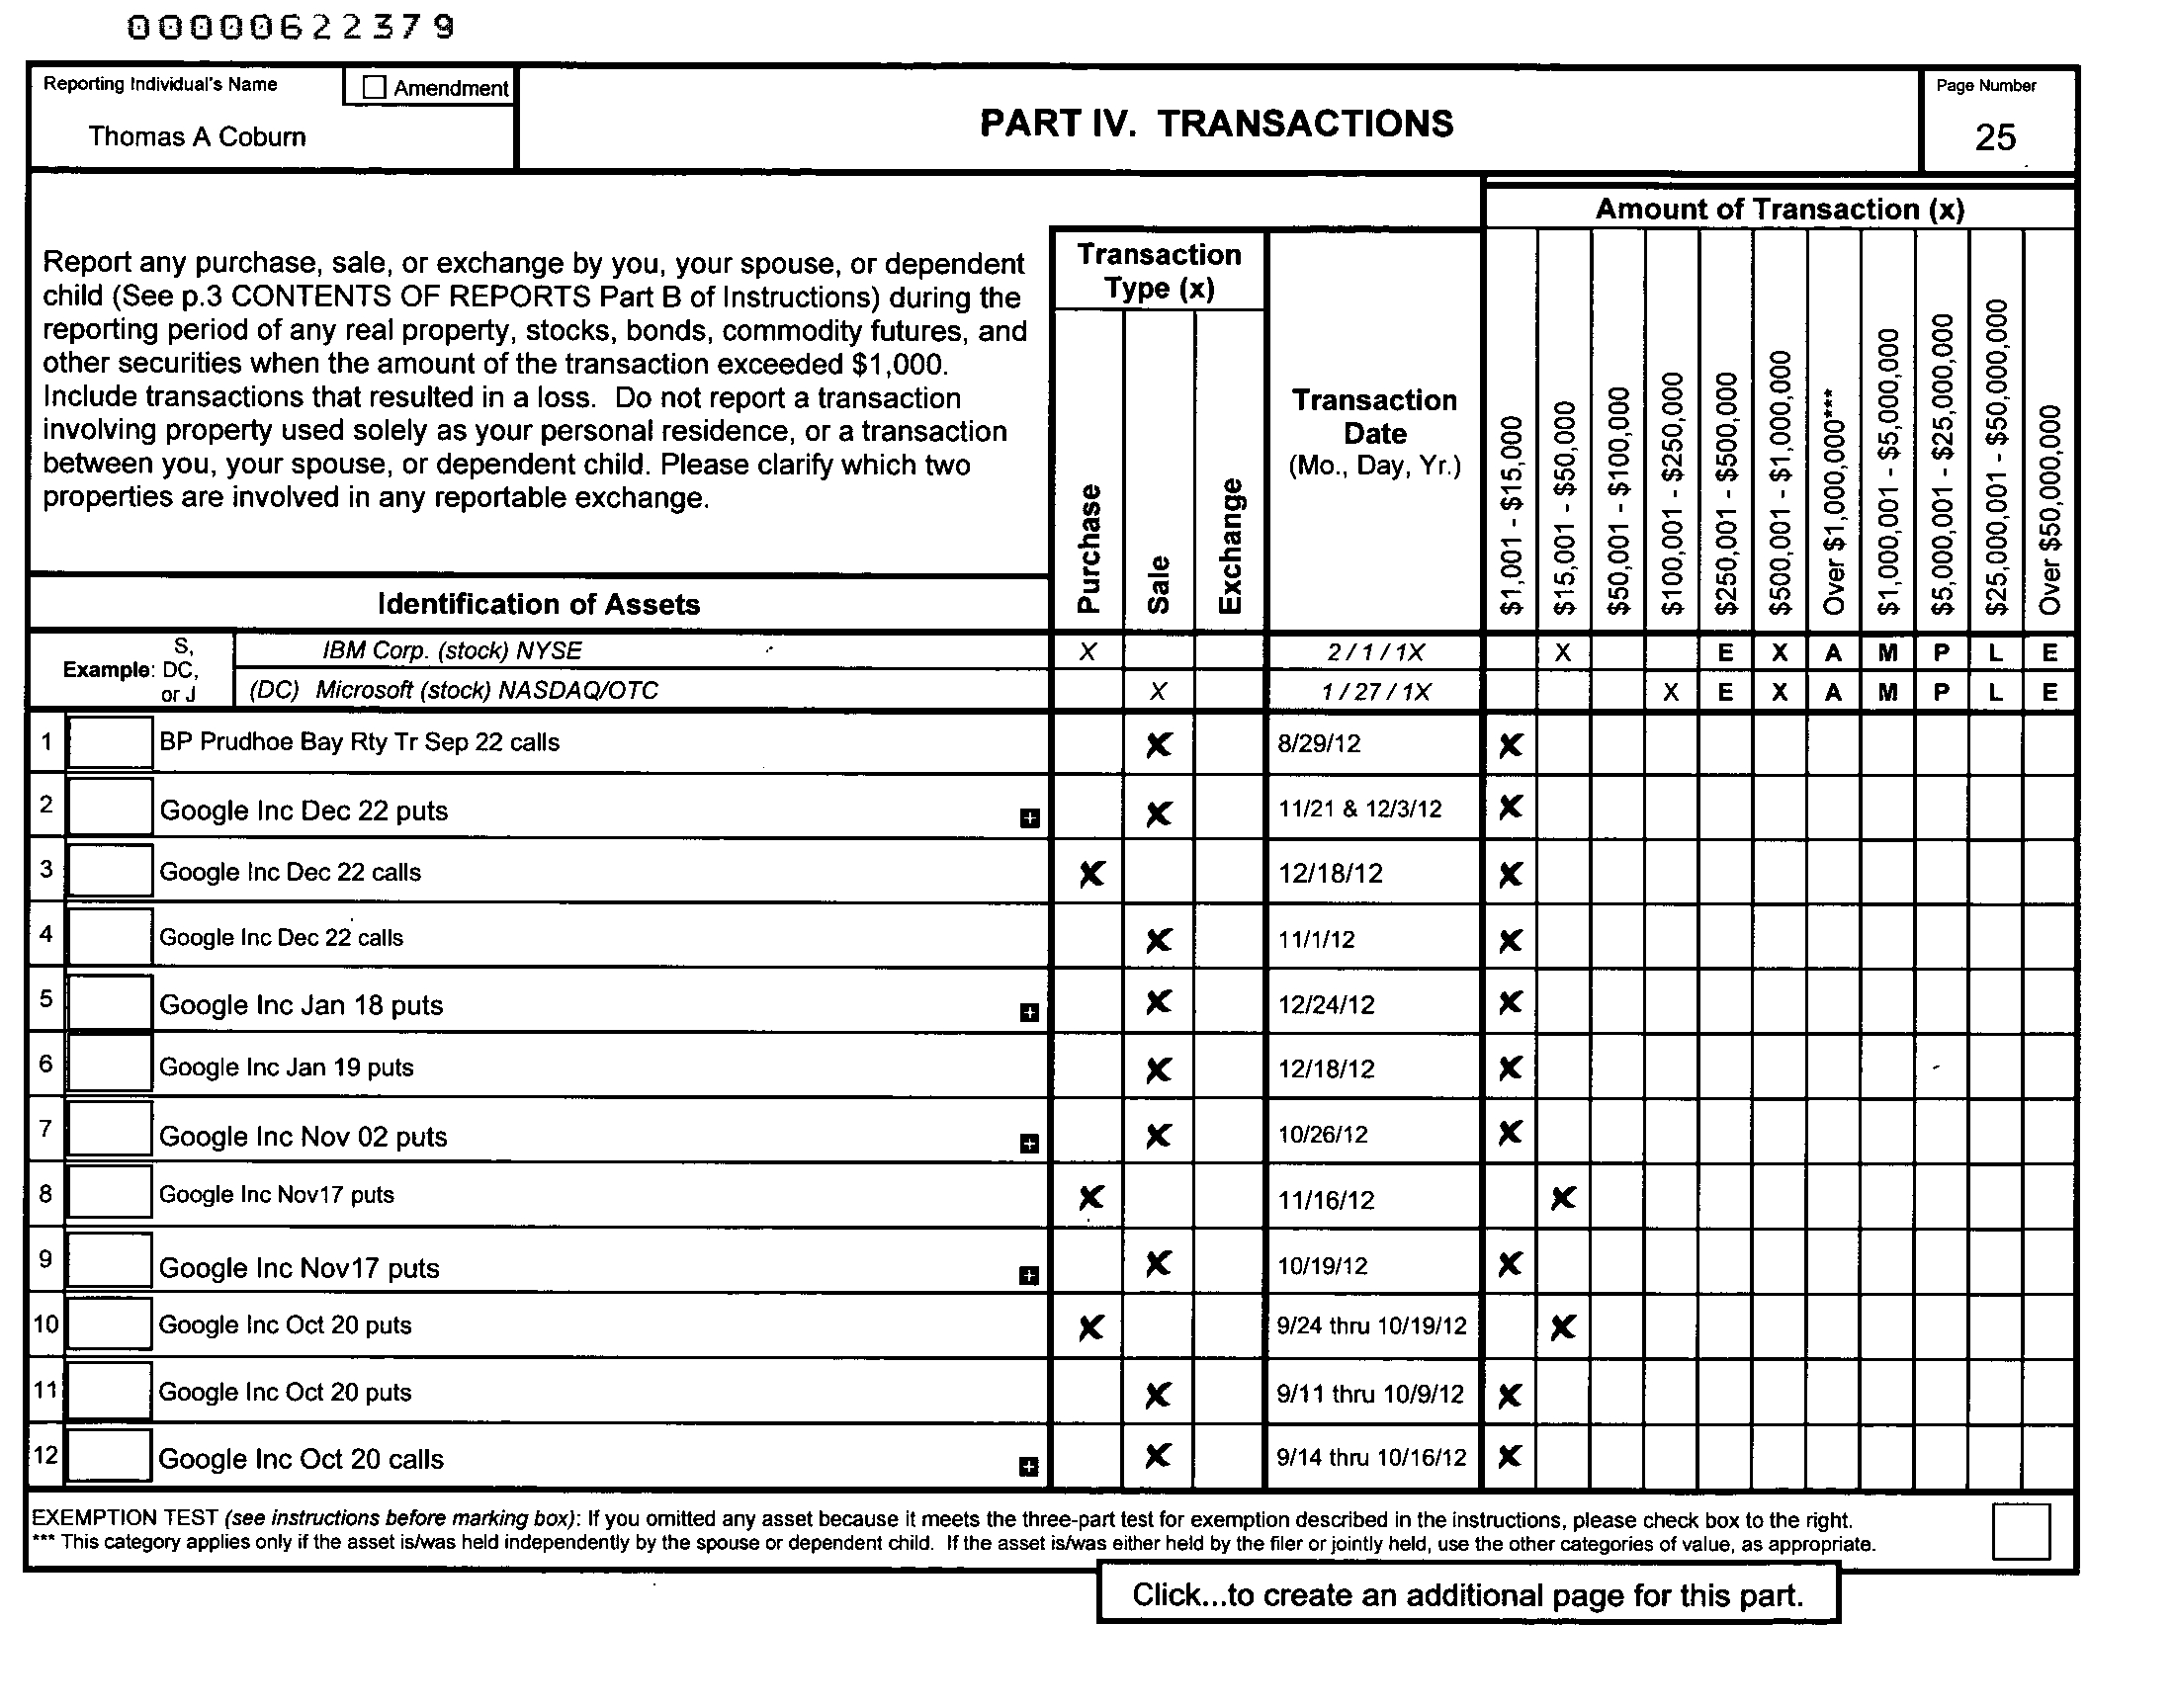 00000622379
Reporting Individual's Name
Amendment
Thomas A Coburn
PART IV. TRANSACTIONS
Page Number
25
Amount of Transaction (x)
Report any purchase, sale, or exchange by you, your spouse, or dependent
child (See p.3 CONTENTS OF REPORTS Part B of Instructions) during the
reporting period of any real property, stocks, bonds, commodity futures, and
other securities when the amount of the transaction exceeded $1,000.
Include transactions that resulted in a loss. Do not report a transaction
involving property used solely as your personal residence, or a transaction
between you, your spouse, or dependent child. Please clarify which two
properties are involved in any reportable exchange.
Transaction
Type (x)
Purchase
Sale
Exchange
Transaction
Date
(Mo., Day, Yr.)
$1,001 - $15,000
$15,001 - $50,000
$50,001 - $100,000
$100,001 - $250,000
$250,001 - $500,000
$500,001 - $1,000,000
Over $1,000,000***
$1,000,001 - $5,000,000
$5,000,001 - $25,000,000
$25,000,001 - $50,000,000
Over $50,000,000
Identification of Assets
Example: S, DC, or J
IBM Corp. (stock) NYSE X 2 / 1 / 1X X E X A M P L E
(DC) Microsoft (stock) NASDAQ/OTC X 1 / 27 / 1X X E X A M P L E
1 BP Prudhoe Bay Rty Tr Sep 22 calls X 8/29/12 X
2 Google Inc Dec 22 puts + X 11/21 & 12/3/12 X
3 Google Inc Dec 22 calls X 12/18/12 X
4 Google Inc Dec 22 calls X 11/1/12 X
5 Google Inc Jan 18 puts + X 12/24/12 X
6 Google Inc Jan 19 puts X 12/18/12 X
7 Google Inc Nov 02 puts + X 10/26/12 X
8 Google Inc Nov17 puts X 11/16/12 X
9 Google Inc Nov17 puts + X 10/19/12 X
10 Google Inc Oct 20 puts X 9/24 thru 10/19/12 X
11 Google Inc Oct 20 puts X 9/11 thru 10/9/12 X
12 Google Inc Oct 20 calls + X 9/14 thru 10/16/12 X
EXEMPTION TEST (see instructions before marking box): If you omitted any asset because it meets the three-part test for exemption described in the instructions, please check box to the right.
*** This category applies only if the asset is/was held independently by the spouse or dependent child. If the asset is/was either held by the filer or jointly held, use the other categories of value, as appropriate.
Click...to create an additional page for this part.